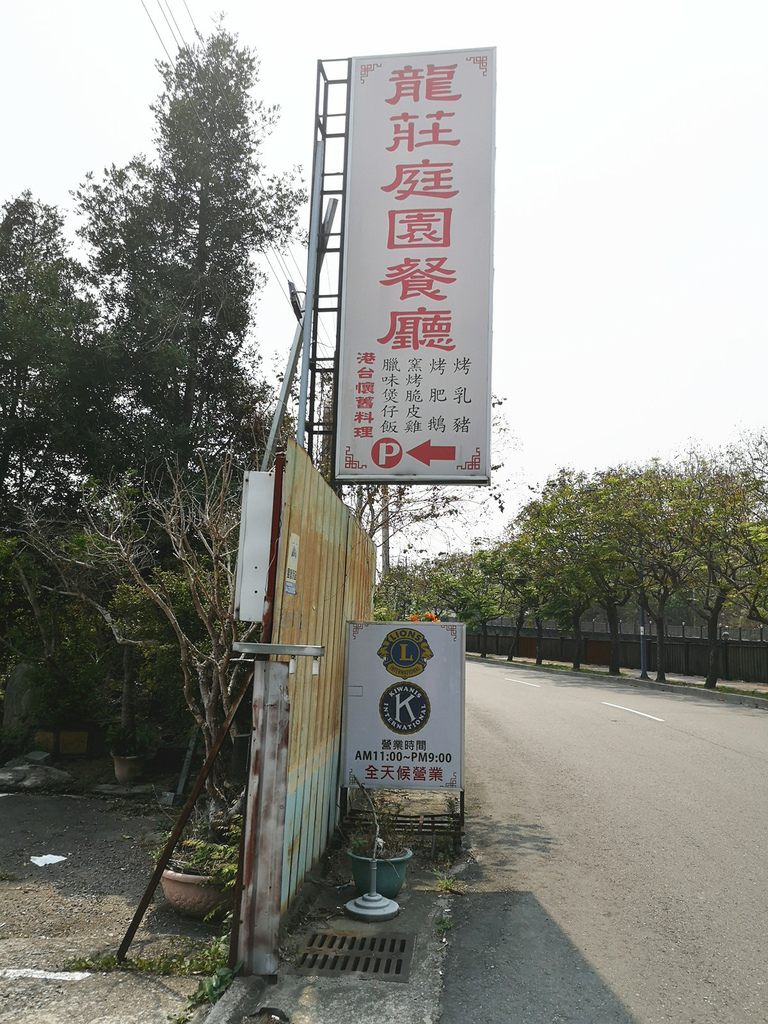 龍莊庭園餐廳
烤乳豬
烤肥鵝
窯烤脆皮雞
臘味煲仔飯
港台懷舊料理
P
LIONS
L
INTERNATIONAL
KIWANIS
K
INTERNATIONAL
營業時間
AM11:00~PM9:00
全天候營業